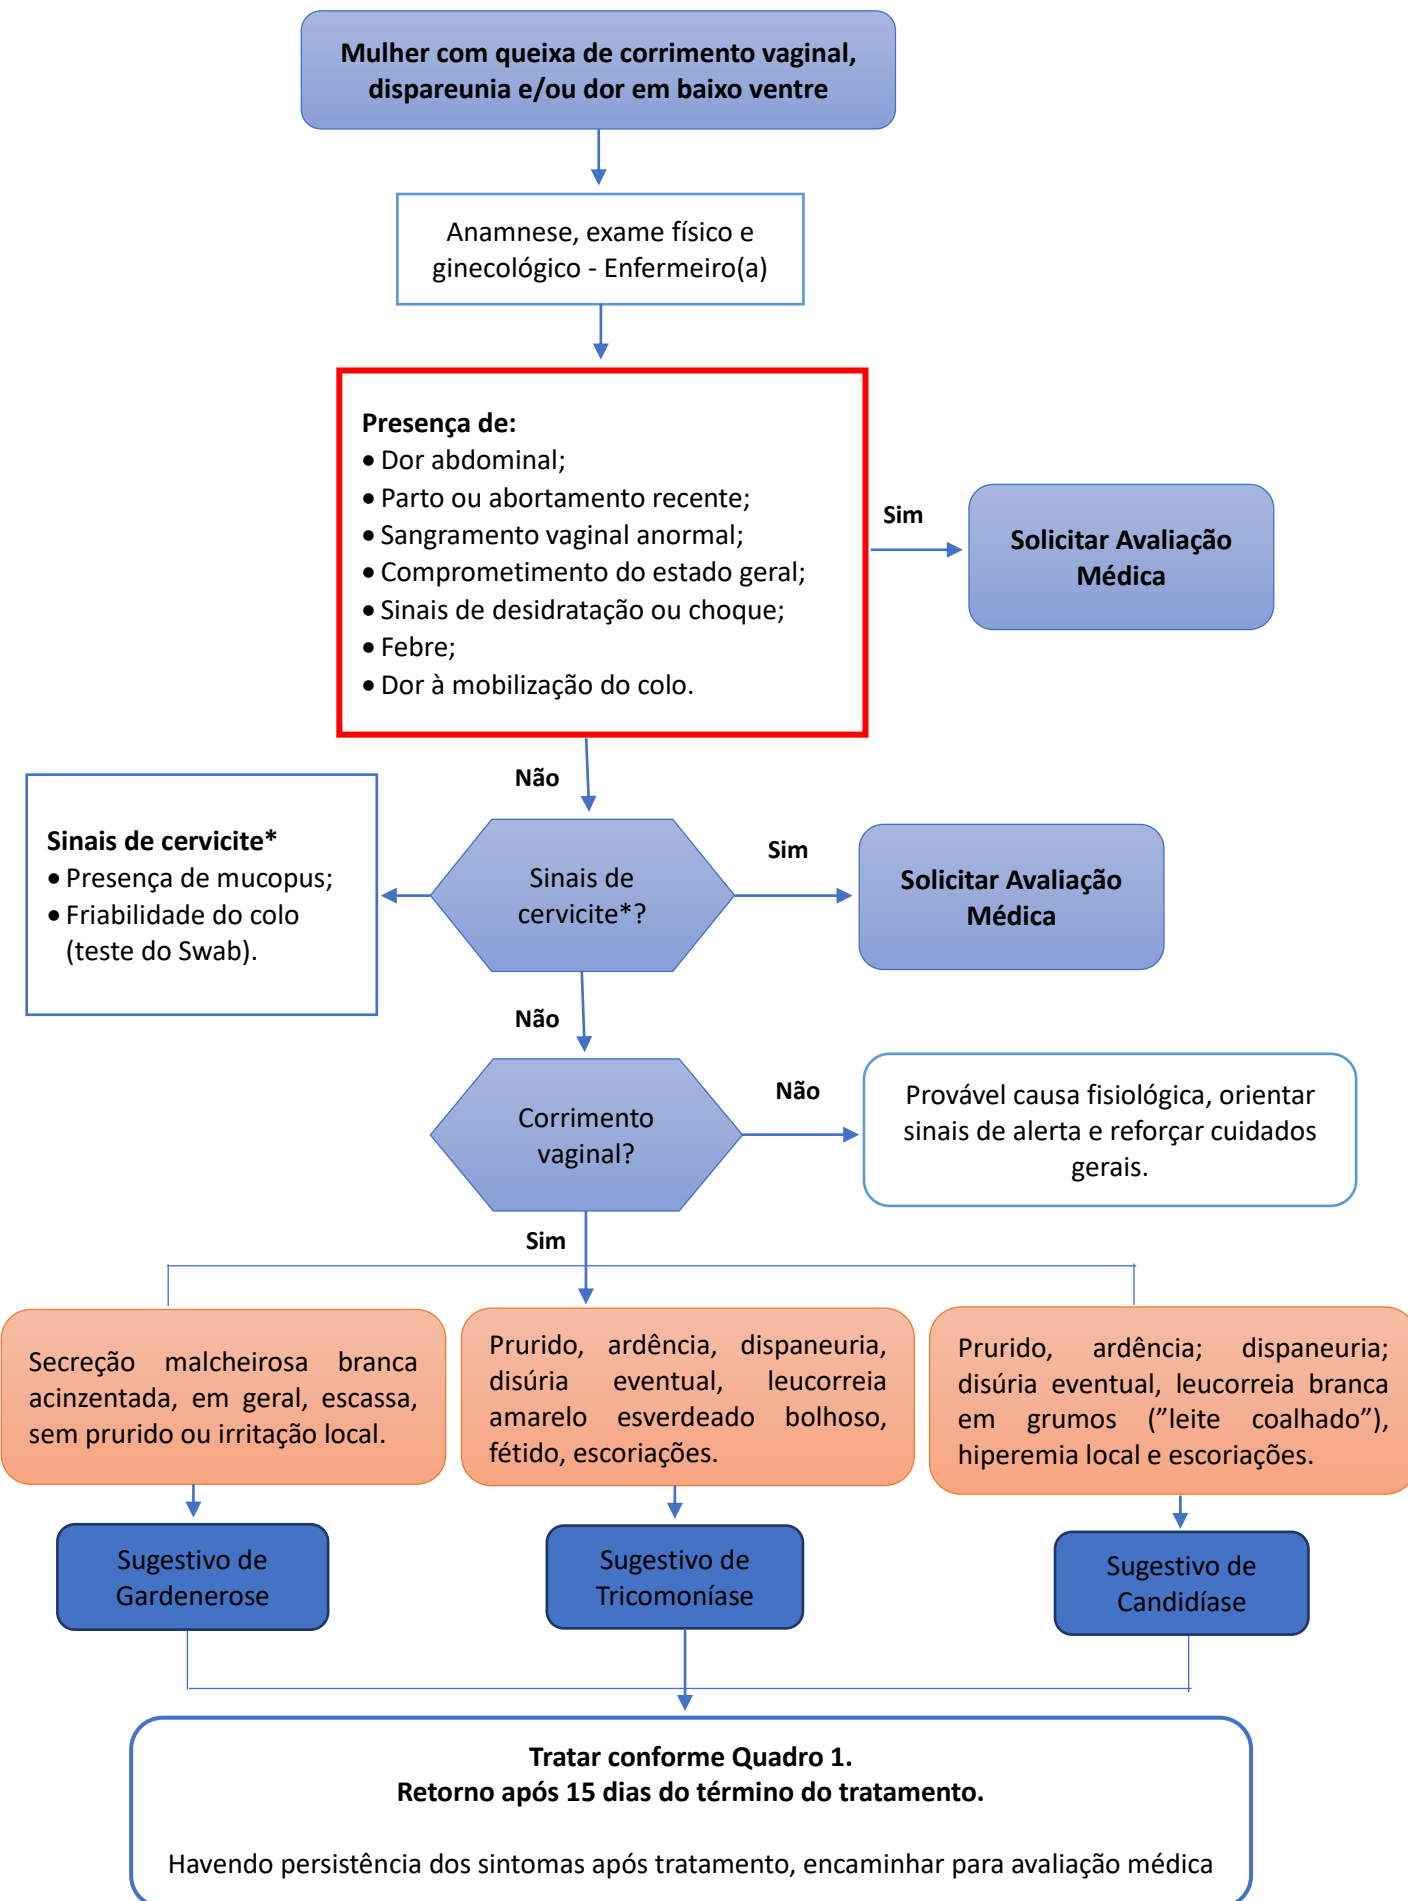 Mulher com queixa de corrimento vaginal,
dispareunia e/ou dor em baixo ventre
Anamnese, exame físico e
ginecológico - Enfermeiro(a)
Presença de:
• Dor abdominal;
• Parto ou abortamento recente;
• Sangramento vaginal anormal;
• Comprometimento do estado geral;
• Sinais de desidratação ou choque;
• Febre;
• Dor à mobilização do colo.
Sim
Solicitar Avaliação
Médica
Não
Sinais de cervicite*
• Presença de mucopus;
• Friabilidade do colo
(teste do Swab).
Sinais de
cervicite*?
Sim
Solicitar Avaliação
Médica
Não
Corrimento
vaginal?
Não
Provável causa fisiológica, orientar
sinais de alerta e reforçar cuidados
gerais.
Sim
Secreção malcheirosa branca
acinzentada, em geral, escassa,
sem prurido ou irritação local.
Prurido, ardência, dispaneuria,
disúria eventual, leucorreia
amarelo esverdeado bolhoso,
fétido, escoriações.
Prurido, ardência; dispaneuria;
disúria eventual, leucorreia branca
em grumos (”leite coalhado”),
hiperemia local e escoriações.
Sugestivo de
Gardenerose
Sugestivo de
Tricomoníase
Sugestivo de
Candidíase
Tratar conforme Quadro 1.
Retorno após 15 dias do término do tratamento.
Havendo persistência dos sintomas após tratamento, encaminhar para avaliação médica